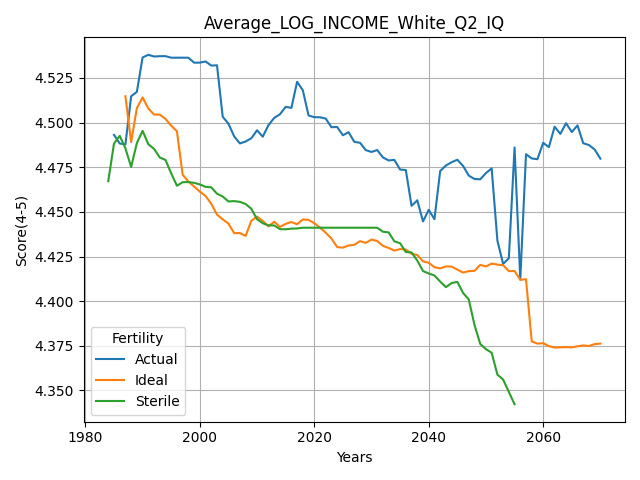 Average_LOG_INCOME_White_Q2_IQ
Score(4-5)
4.525
4.500
4.475
4.450
4.425
4.400
4.375
4.350
Fertility
Actual
Ideal
Sterile
1980
2000
2020
2040
2060
Years